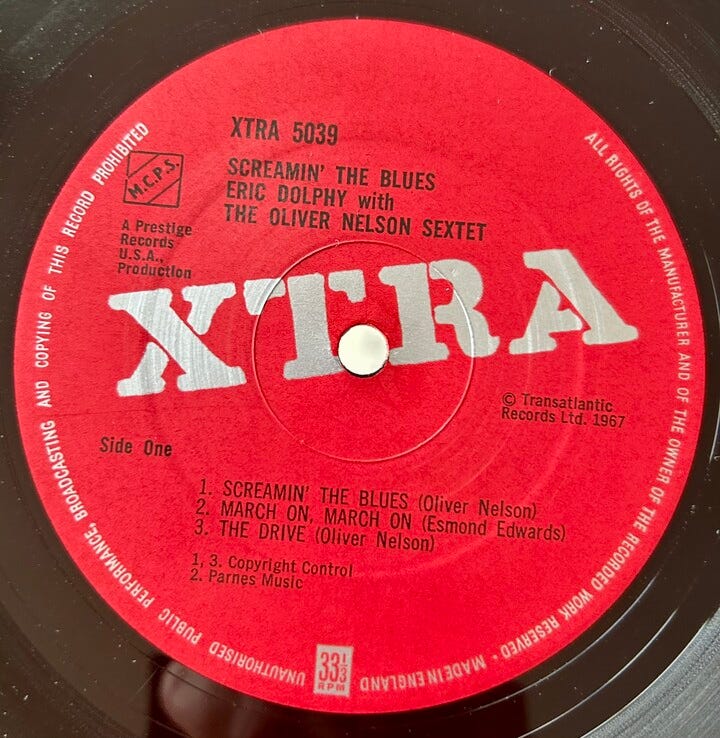 XTRA 5039
SCREAMIN' THE BLUES
ERIC DOLPHY with
THE OLIVER NELSON SEXTET
M.C.P.S.
A Prestige
Records
U.S.A.,
Production
XTRA
© Transatlantic
Records Ltd. 1967
Side One
1. SCREAMIN' THE BLUES (Oliver Nelson)
2. MARCH ON, MARCH ON (Esmond Edwards)
3. THE DRIVE (Oliver Nelson)
1, 3. Copyright Control
2. Parnes Music
33 1/3
RPM
ALL RIGHTS OF THE MANUFACTURER AND OF THE OWNER OF THE RECORDED WORK RESERVED • MADE IN ENGLAND
UNAUTHORISED PUBLIC PERFORMANCE, BROADCASTING AND COPYING OF THIS RECORD PROHIBITED